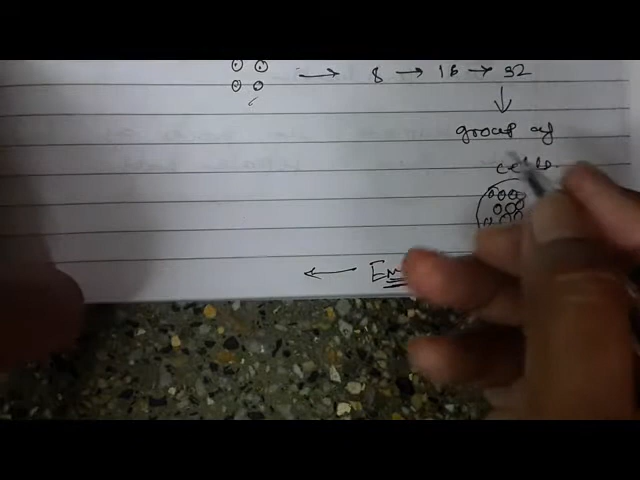 → 8 → 16 → 32
↓
group of
cells
← Em